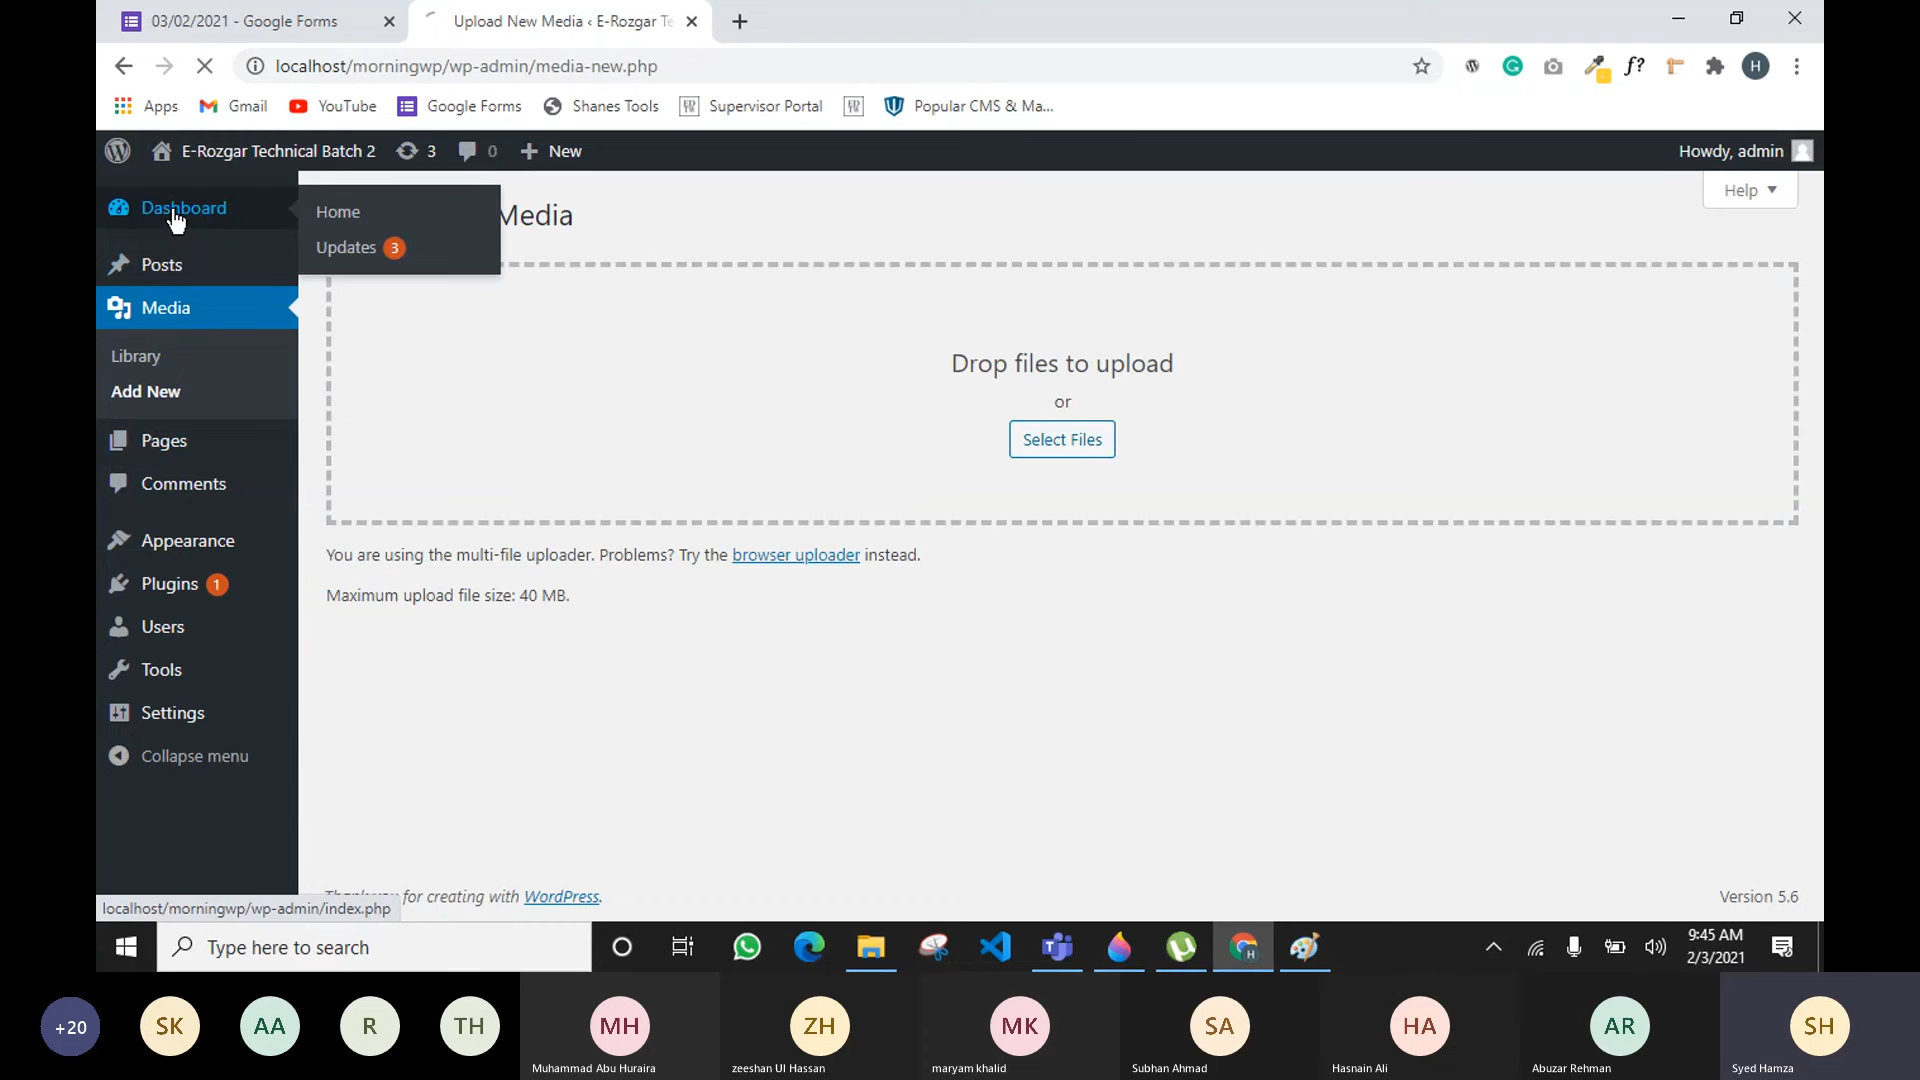 03/02/2021 - Google Forms
Upload New Media ‹ E-Rozgar Te
localhost/morningwp/wp-admin/media-new.php
f?
H
Apps
Gmail
YouTube
Google Forms
Shanes Tools
Supervisor Portal
Popular CMS & Ma...
E-Rozgar Technical Batch 2
3
0
New
Howdy, admin
Dashboard
Home
Updates 3
Media
Help
Posts
Media
Library
Add New
Pages
Comments
Appearance
Plugins 1
Users
Tools
Settings
Collapse menu
Drop files to upload
or
Select Files
You are using the multi-file uploader. Problems? Try the browser uploader instead.
Maximum upload file size: 40 MB.
for creating with WordPress.
Version 5.6
localhost/morningwp/wp-admin/index.php
Type here to search
H
9:45 AM
2/3/2021
+20
SK
AA
R
TH
MH
ZH
MK
SA
HA
AR
SH
Muhammad Abu Huraira
zeeshan Ul Hassan
maryam khalid
Subhan Ahmad
Hasnain Ali
Abuzar Rehman
Syed Hamza